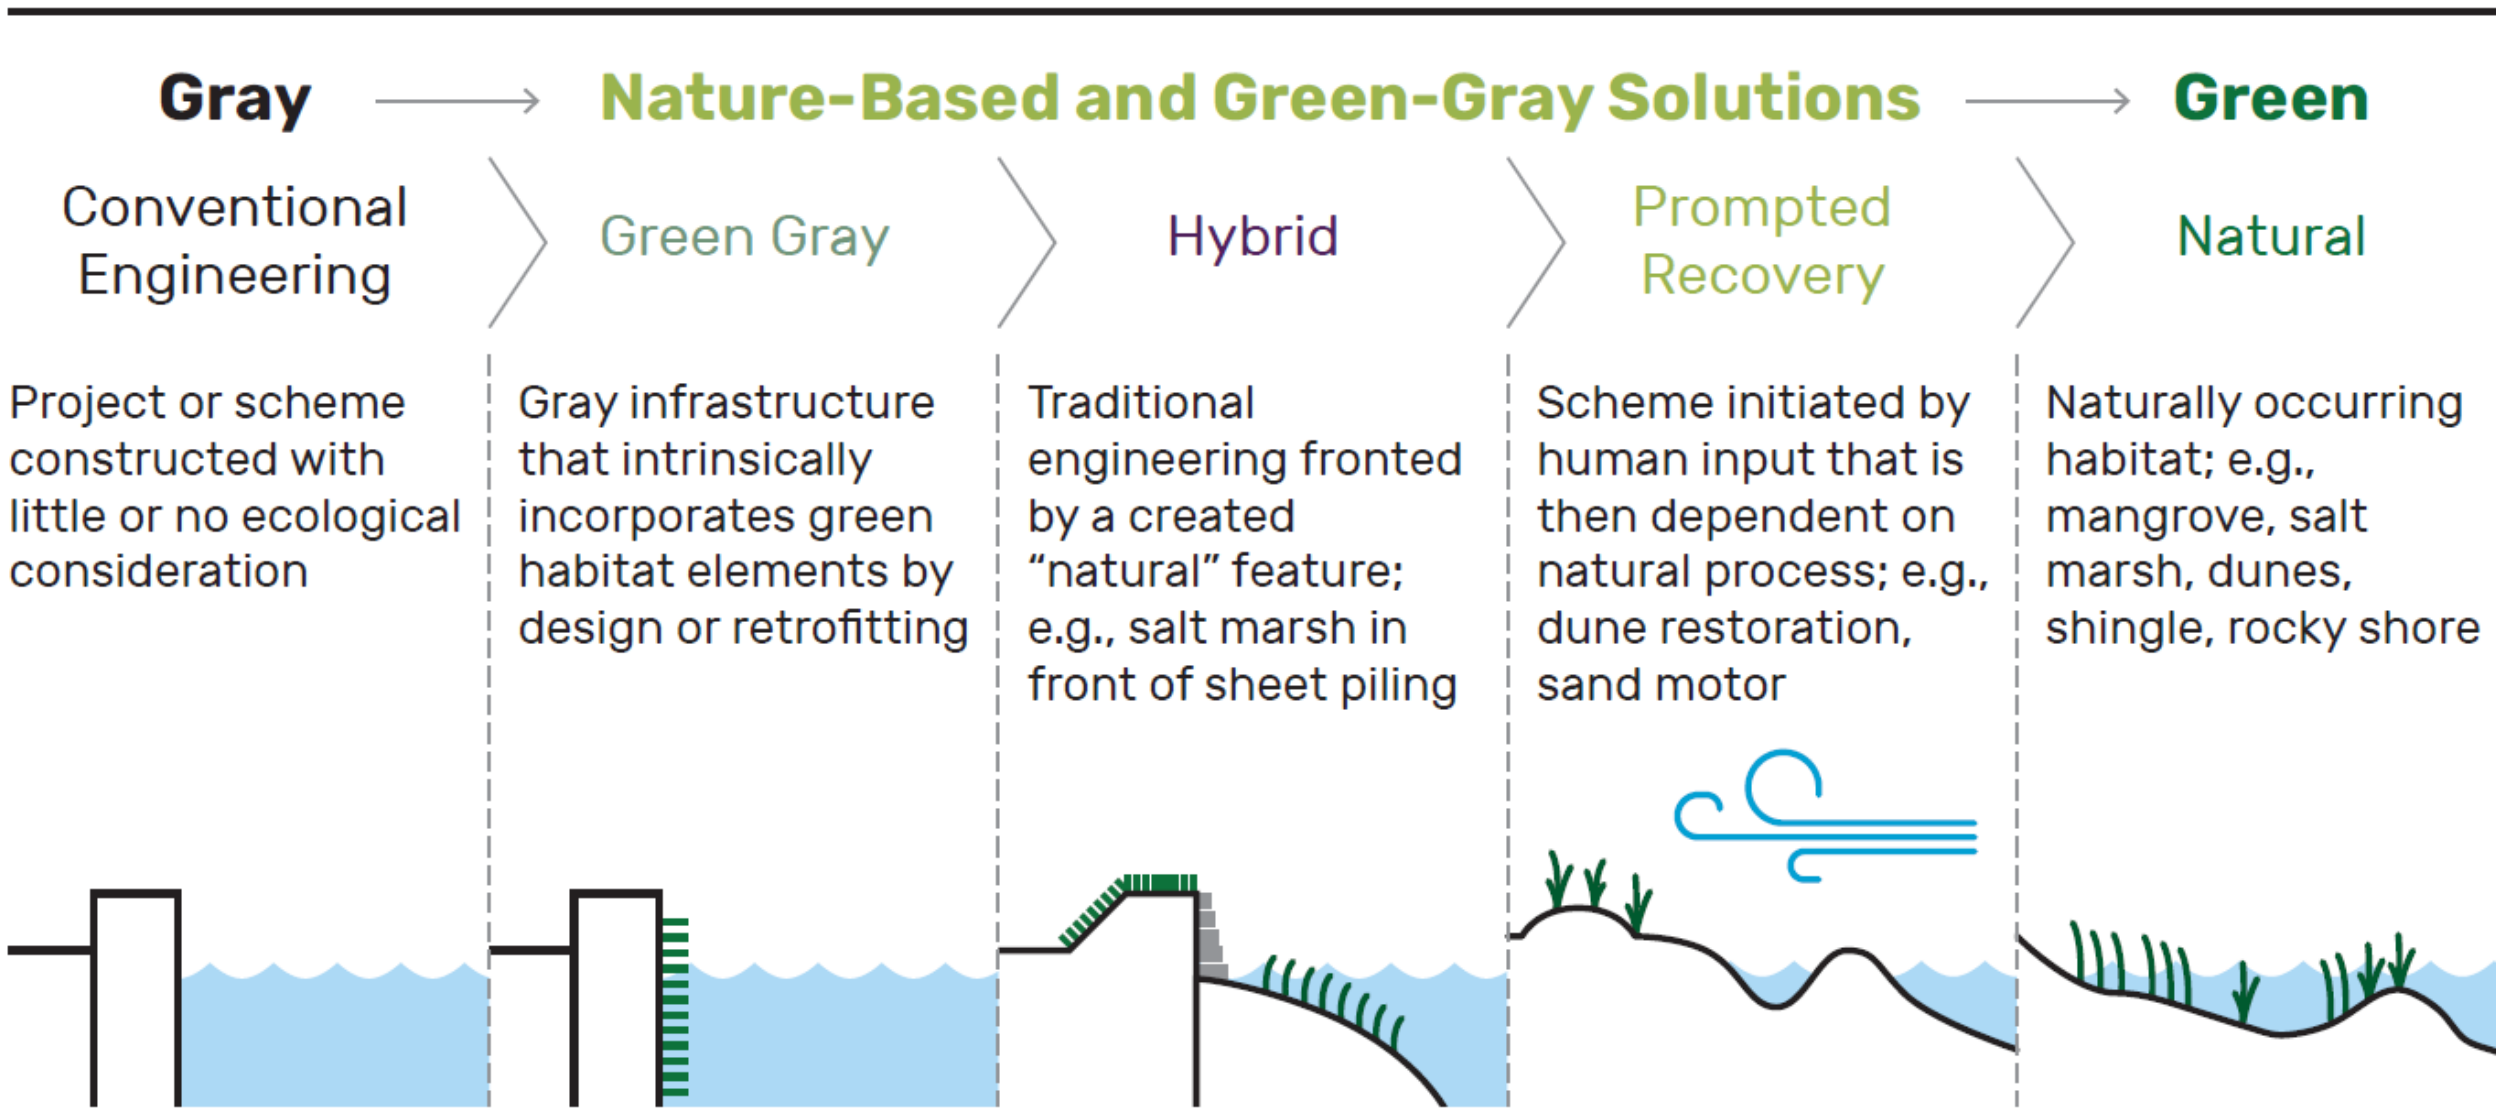 Gray
Nature-Based and Green-Gray Solutions
Green
Conventional
Engineering
Green Gray
Hybrid
Prompted
Recovery
Natural
Project or scheme
constructed with
little or no ecological
consideration
Gray infrastructure
that intrinsically
incorporates green
habitat elements by
design or retrofitting
Traditional
engineering fronted
by a created
“natural” feature;
e.g., salt marsh in
front of sheet piling
Scheme initiated by
human input that is
then dependent on
natural process; e.g.,
dune restoration,
sand motor
Naturally occurring
habitat; e.g.,
mangrove, salt
marsh, dunes,
shingle, rocky shore